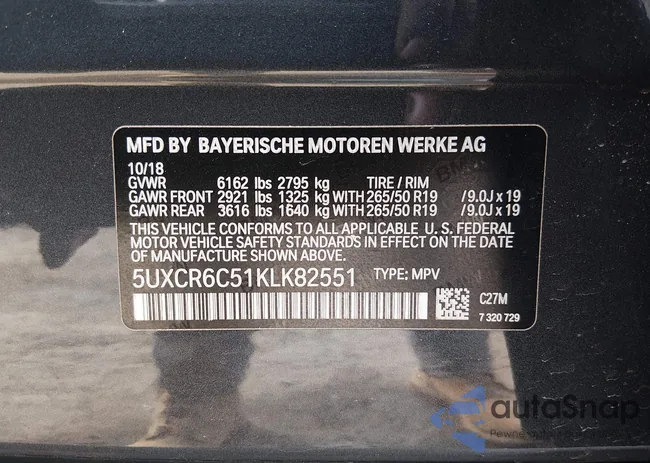 MFD BY BAYERISCHE MOTOREN WERKE AG
10/18
GVWR 6162 lbs 2795 kg TIRE / RIM
GAWR FRONT 2921 lbs 1325 kg WITH 265/50 R19 /9.0J x 19
GAWR REAR 3616 lbs 1640 kg WITH 265/50 R19 /9.0J x 19
THIS VEHICLE CONFORMS TO ALL APPLICABLE U. S. FEDERAL
MOTOR VEHICLE SAFETY STANDARDS IN EFFECT ON THE
DATE OF MANUFACTURE SHOWN ABOVE.
5UXCR6C51KLK82551 TYPE: MPV
C27M
7 320 729
autoSnap